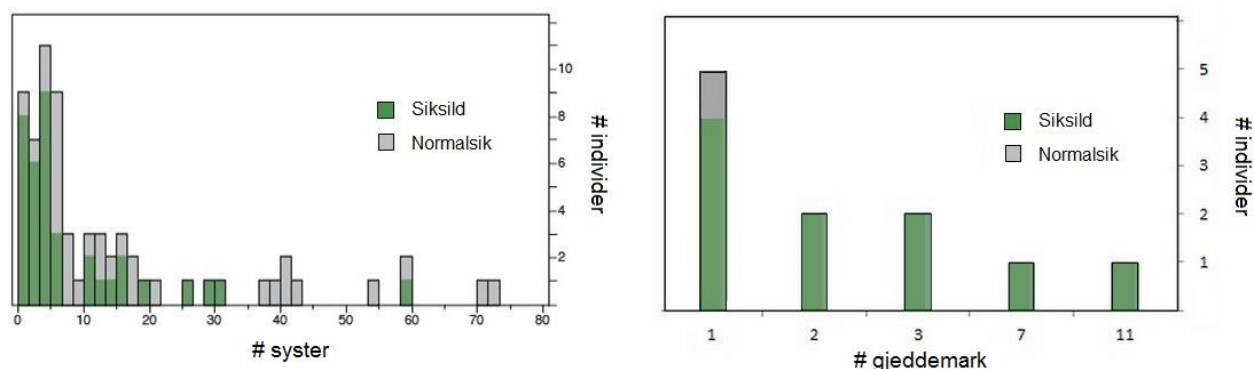 10
8
6
4
2
# individer
Siksild
Normalsik
0 10 20 30 40 50 60 70 80
# syster
5
4
3
2
1
# individer
Siksild
Normalsik
1 2 3 7 11
# gjeddemark